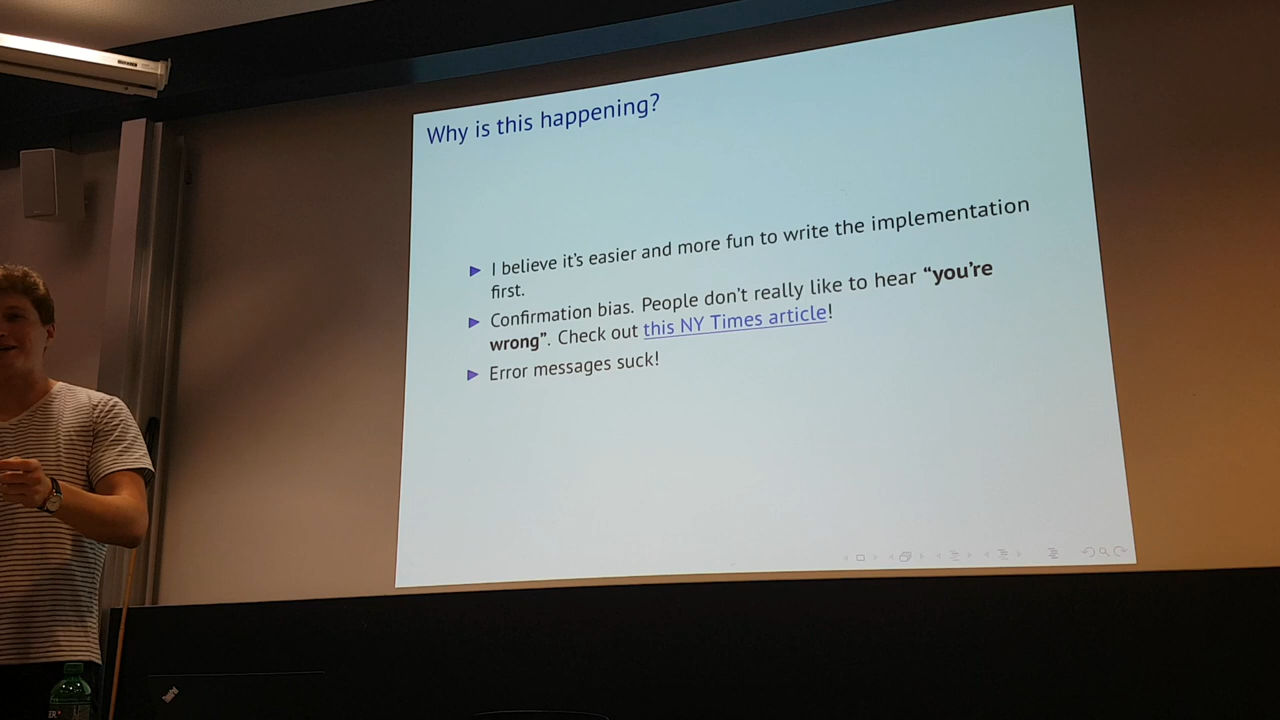 Why is this happening?
I believe it's easier and more fun to write the implementation
first.
Confirmation bias. People don't really like to hear “you're
wrong”. Check out this NY Times article!
Error messages suck!
ThinkPad